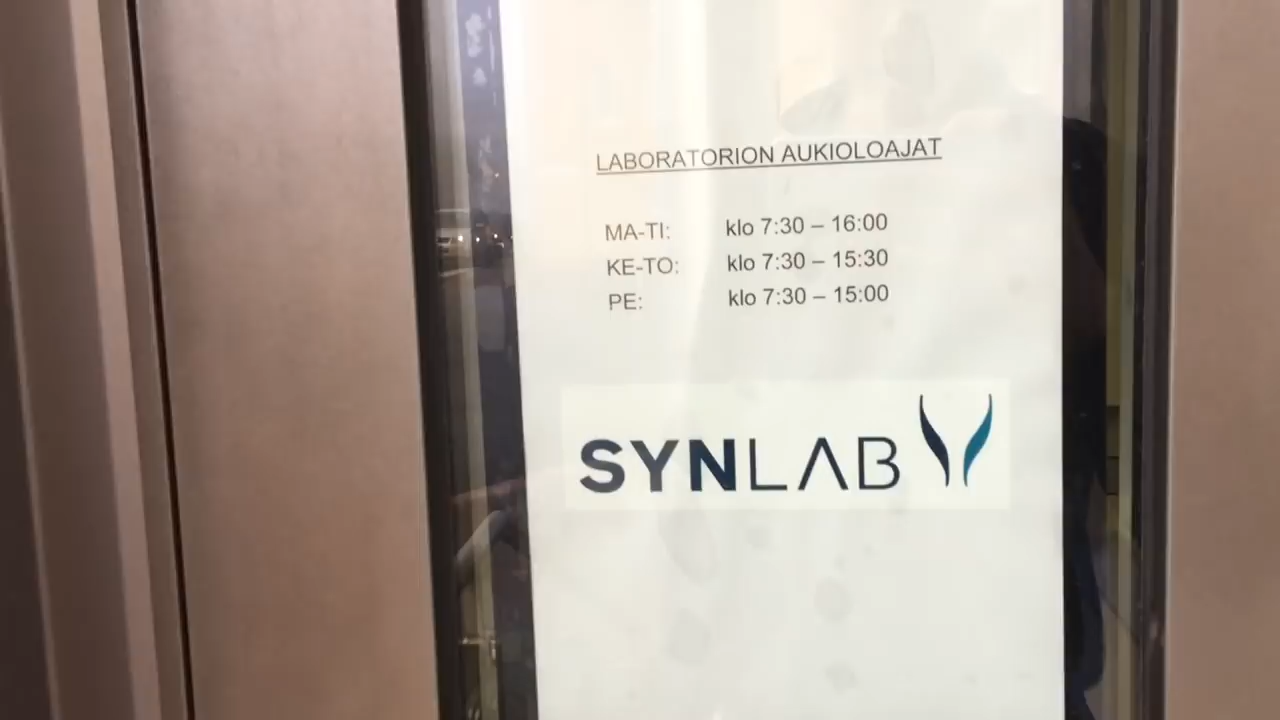 LABORATORION AUKIOLOAJAT
MA-TI: klo 7:30 – 16:00
KE-TO: klo 7:30 – 15:30
PE: klo 7:30 – 15:00
SYNLAB